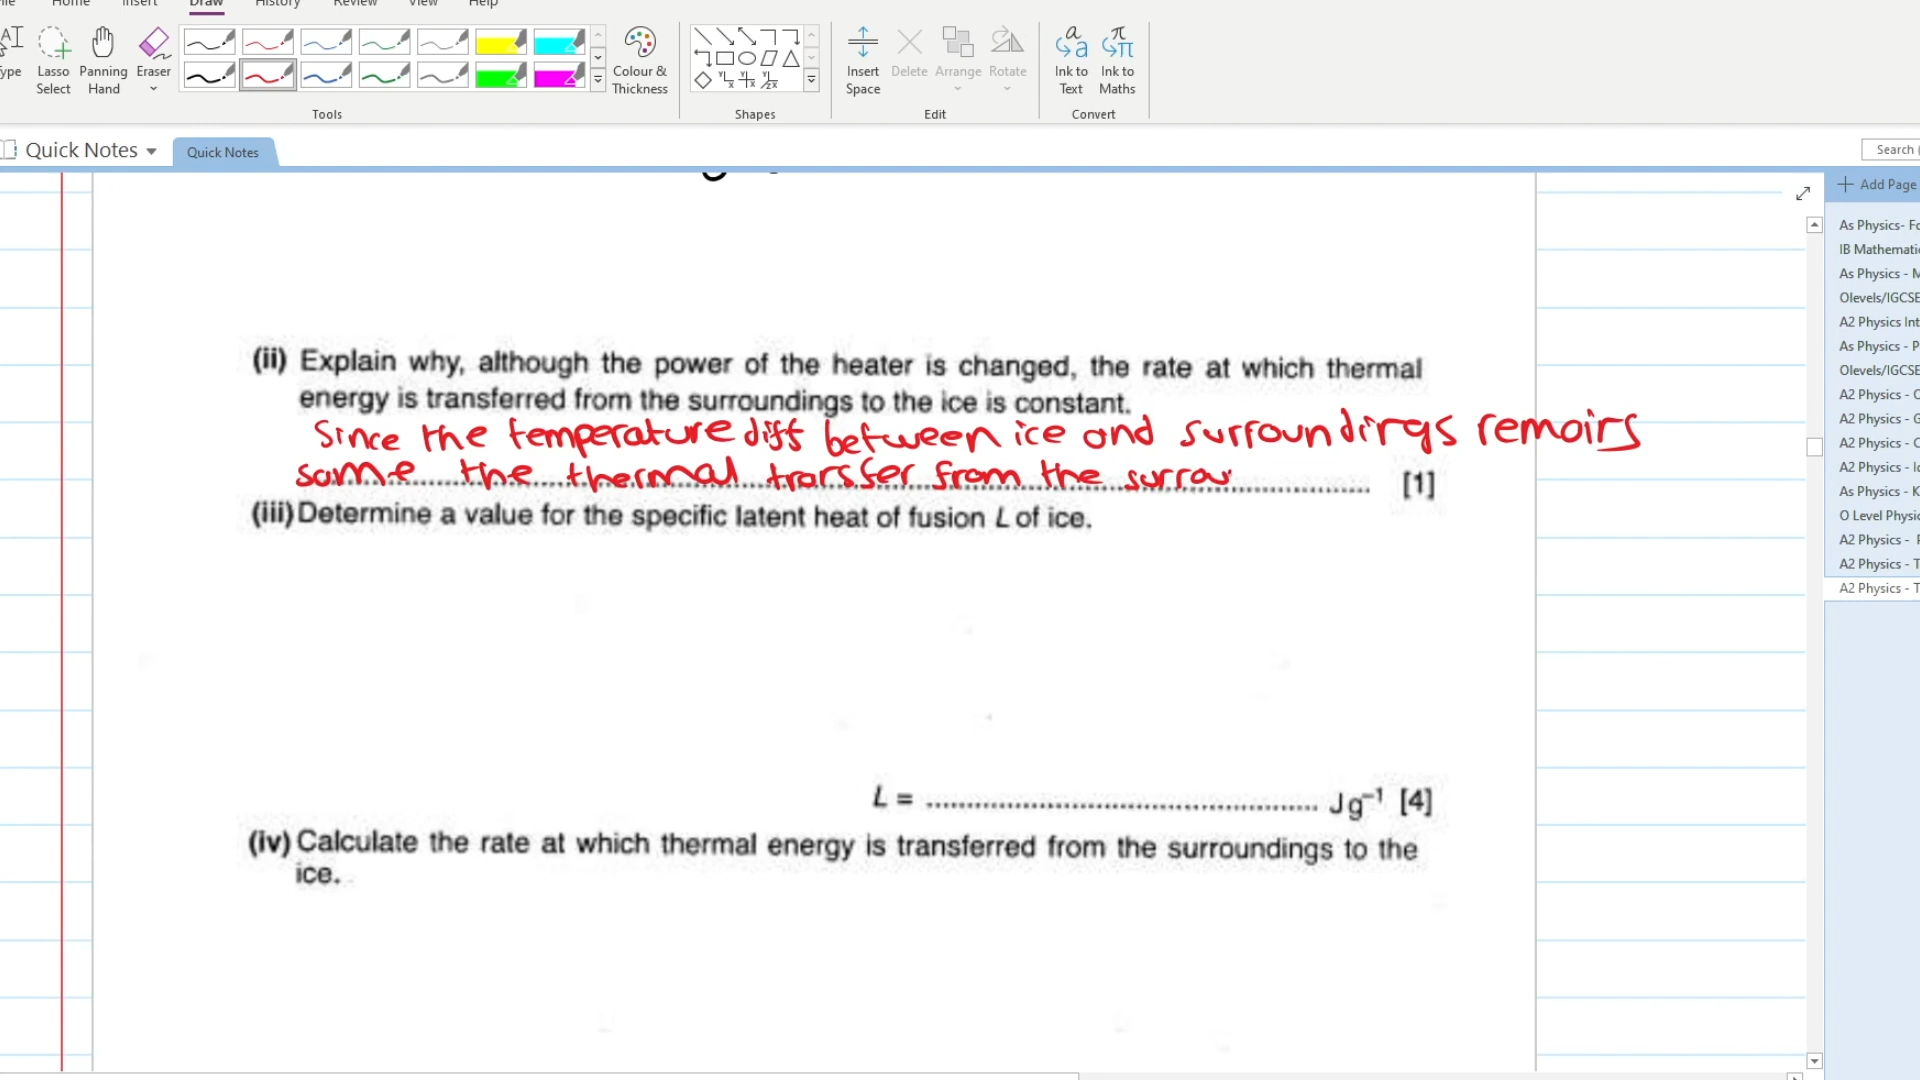 Home Insert Draw History Review View Help
Type
Lasso Select
Panning Hand
Eraser
Colour & Thickness
Insert Space
Delete
Arrange
Rotate
Ink to Text
Ink to Maths
Tools
Shapes
Edit
Convert
Quick Notes
Quick Notes
Search
Add Page
(ii) Explain why, although the power of the heater is changed, the rate at which thermal
energy is transferred from the surroundings to the ice is constant.
Since the temperature diff between ice and surroundings remains
same the thermal transfer from the surrou
[1]
(iii) Determine a value for the specific latent heat of fusion L of ice.
L = ........................................ J g⁻¹ [4]
(iv) Calculate the rate at which thermal energy is transferred from the surroundings to the
ice.
As Physics- Fo
IB Mathematic
As Physics - M
Olevels/IGCSE
A2 Physics Int
As Physics - P
Olevels/IGCSE
A2 Physics - C
A2 Physics - G
A2 Physics - C
A2 Physics - Id
As Physics - K
O Level Physic
A2 Physics - P
A2 Physics - T
A2 Physics - T